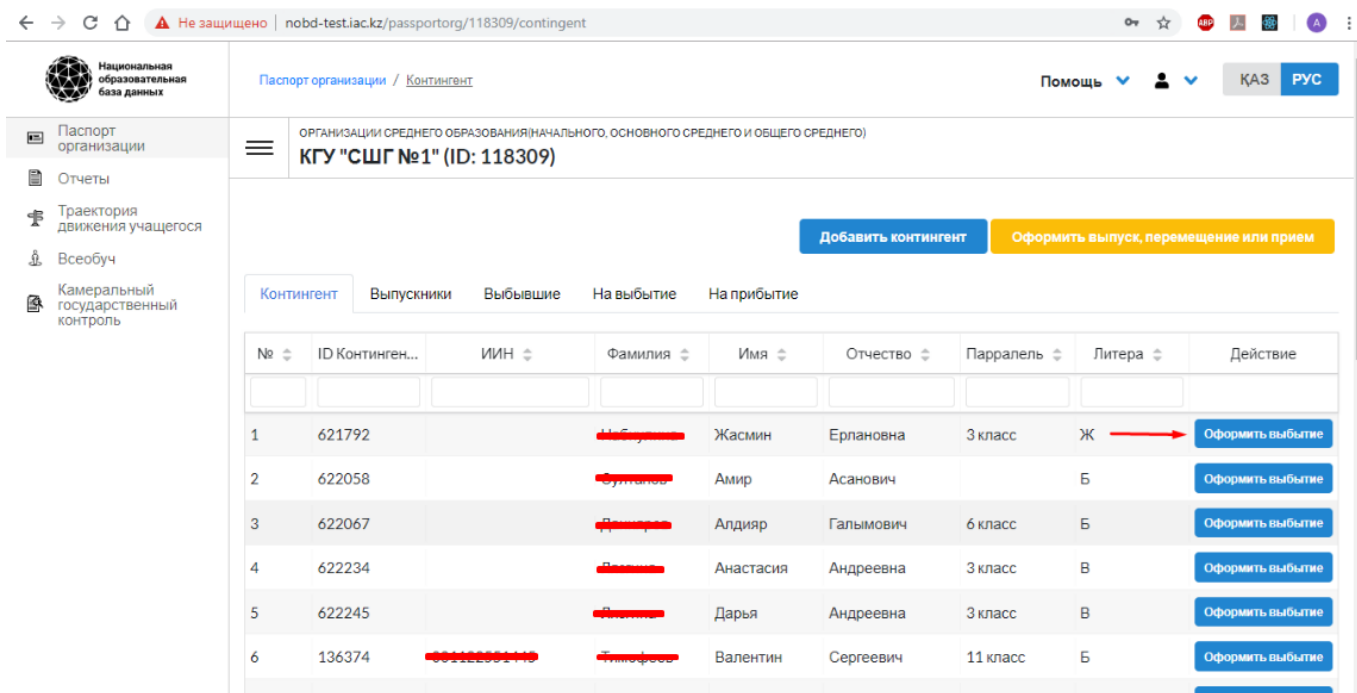 Не защищено | nobd-test.iac.kz/passportorg/118309/contingent
ABP
A
Национальная
образовательная
база данных
Паспорт организации / Контингент
Помощь
ҚАЗ РУС
Паспорт
организации
Отчеты
Траектория
движения учащегося
Всеобуч
Камеральный
государственный
контроль
ОРГАНИЗАЦИИ СРЕДНЕГО ОБРАЗОВАНИЯ(НАЧАЛЬНОГО, ОСНОВНОГО СРЕДНЕГО И ОБЩЕГО СРЕДНЕГО)
КГУ "СШГ №1" (ID: 118309)
Добавить контингент Оформить выпуск, перемещение или прием
Контингент Выпускники Выбывшие На выбытие На прибытие
№ ID Континген... ИИН Фамилия Имя Отчество Парралель Литера Действие
1 621792 Жасмин Ерлановна 3 класс Ж Оформить выбытие
2 622058 Амир Асанович Б Оформить выбытие
3 622067 Алдияр Галымович 6 класс Б Оформить выбытие
4 622234 Анастасия Андреевна 3 класс В Оформить выбытие
5 622245 Дарья Андреевна 3 класс В Оформить выбытие
6 136374 Валентин Сергеевич 11 класс Б Оформить выбытие